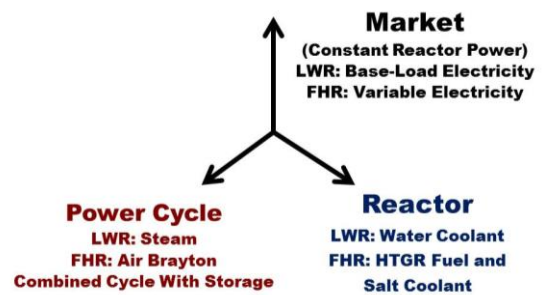 Market
(Constant Reactor Power)
LWR: Base-Load Electricity
FHR: Variable Electricity
Power Cycle
LWR: Steam
FHR: Air Brayton
Combined Cycle With Storage
Reactor
LWR: Water Coolant
FHR: HTGR Fuel and
Salt Coolant